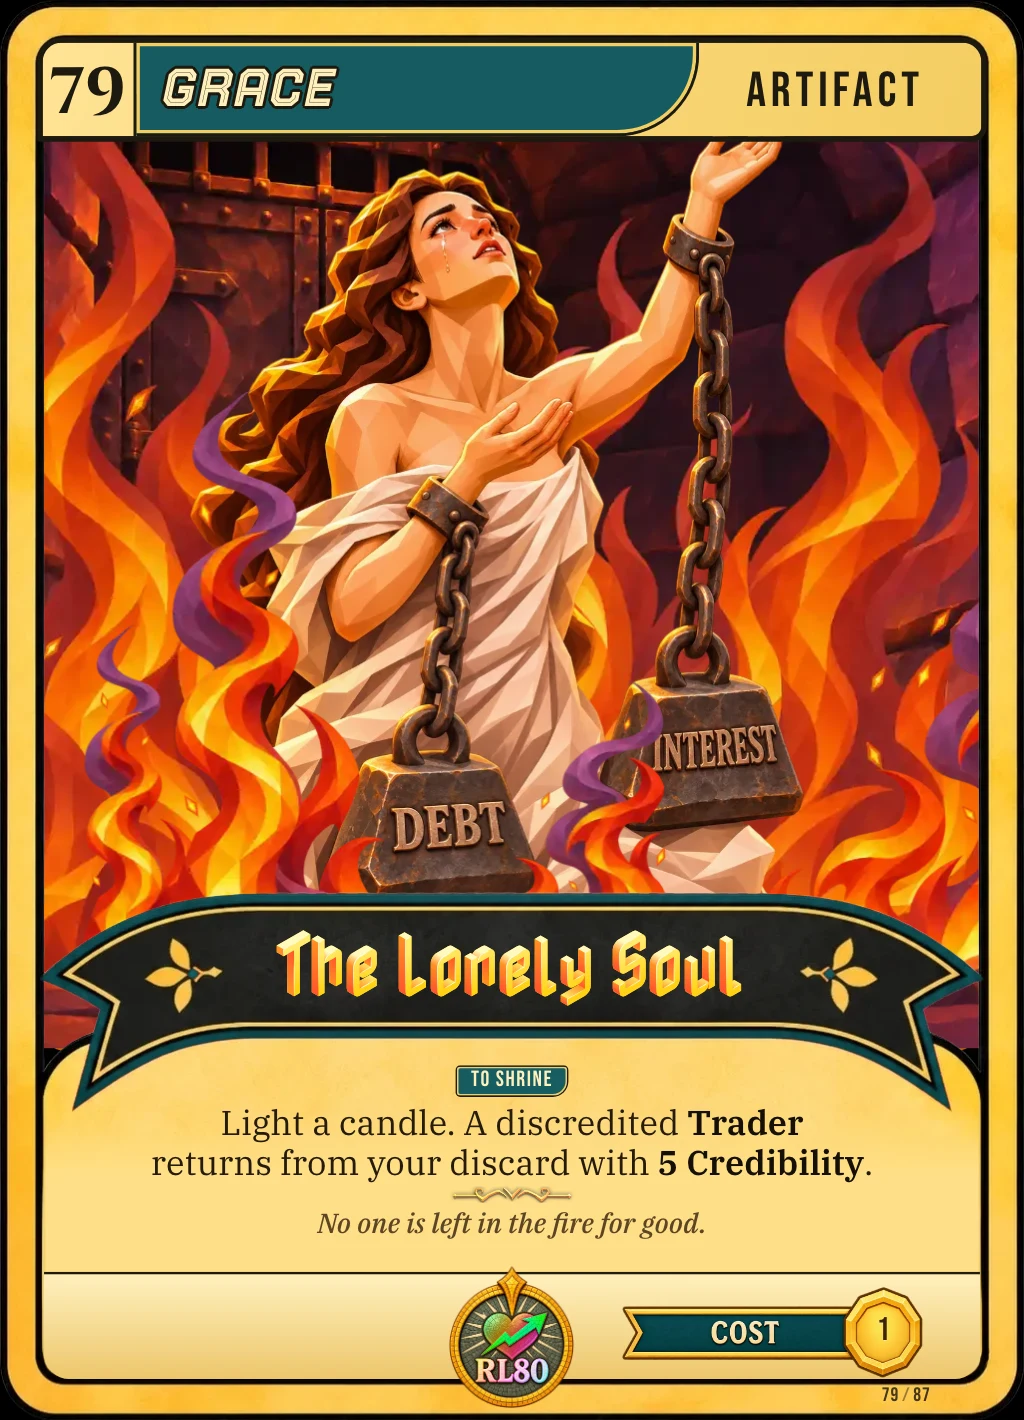 79 GRACE ARTIFACT
INTEREST
DEBT
The Lonely Soul
TO SHRINE
Light a candle. A discredited Trader
returns from your discard with 5 Credibility.
No one is left in the fire for good.
RL80
COST 1
79 / 87